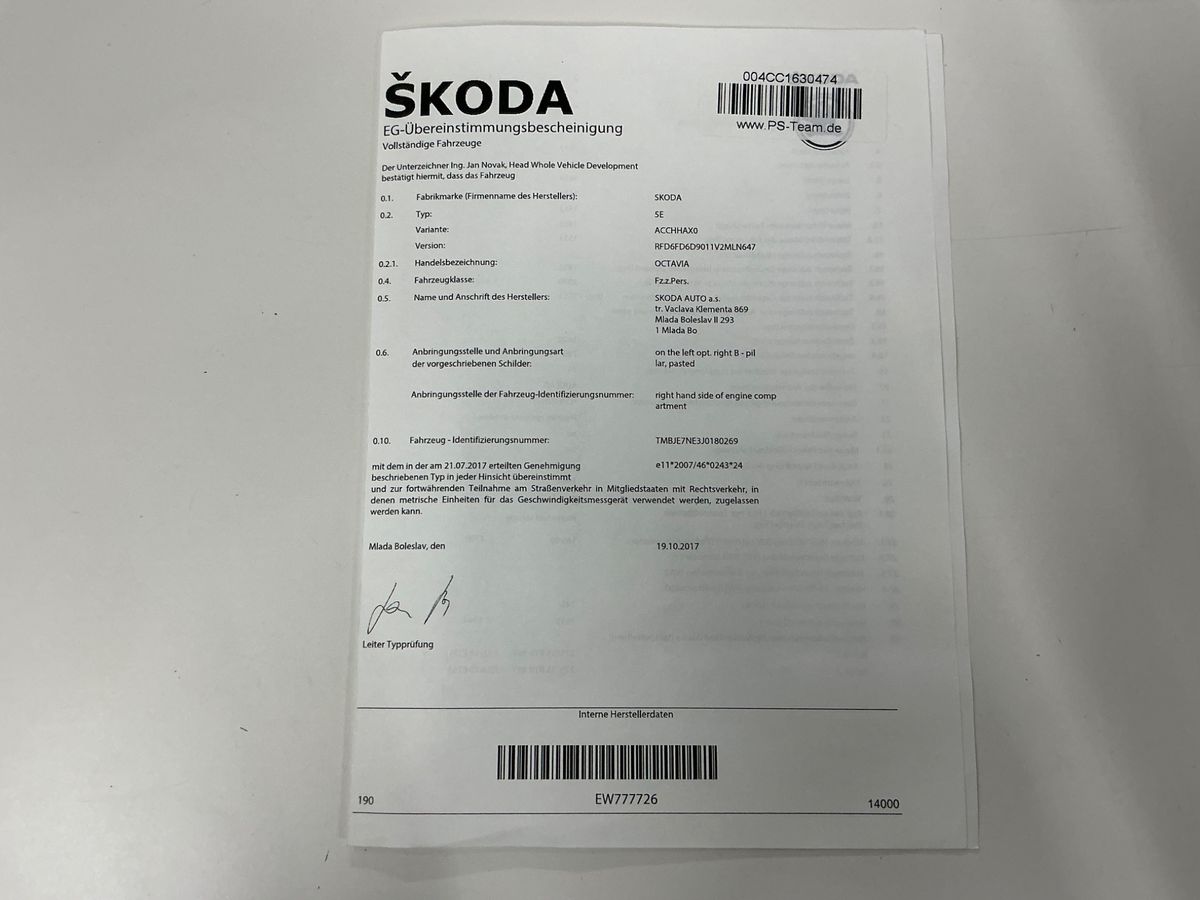 ŠKODA
004CC1630474
www.PS-Team.de
EG-Übereinstimmungsbescheinigung
Vollständige Fahrzeuge
Der Unterzeichner Ing. Jan Novak, Head Whole Vehicle Development
bestätigt hiermit, dass das Fahrzeug
0.1. Fabrikmarke (Firmenname des Herstellers): SKODA
0.2. Typ: 5E
Variante: ACCHHAX0
Version: RFD6FD6D9011V2MLN647
0.2.1. Handelsbezeichnung: OCTAVIA
0.4. Fahrzeugklasse: Fz.z.Pers.
0.5. Name und Anschrift des Herstellers: SKODA AUTO a.s.
tr. Vaclava Klementa 869
Mlada Boleslav II 293
1 Mlada Bo
0.6. Anbringungsstelle und Anbringungsart on the left opt. right B - pil
der vorgeschriebenen Schilder: lar, pasted
Anbringungsstelle der Fahrzeug-Identifizierungsnummer: right hand side of engine comp
artment
0.10. Fahrzeug - Identifizierungsnummer: TMBJE7NE3J0180269
mit dem in der am 21.07.2017 erteilten Genehmigung e11*2007/46*0243*24
beschriebenen Typ in jeder Hinsicht übereinstimmt
und zur fortwährenden Teilnahme am Straßenverkehr in Mitgliedstaaten mit Rechtsverkehr, in
denen metrische Einheiten für das Geschwindigkeitsmessgerät verwendet werden, zugelassen
werden kann.
Mlada Boleslav, den 19.10.2017
Leiter Typprüfung
Interne Herstellerdaten
190 EW777726 14000